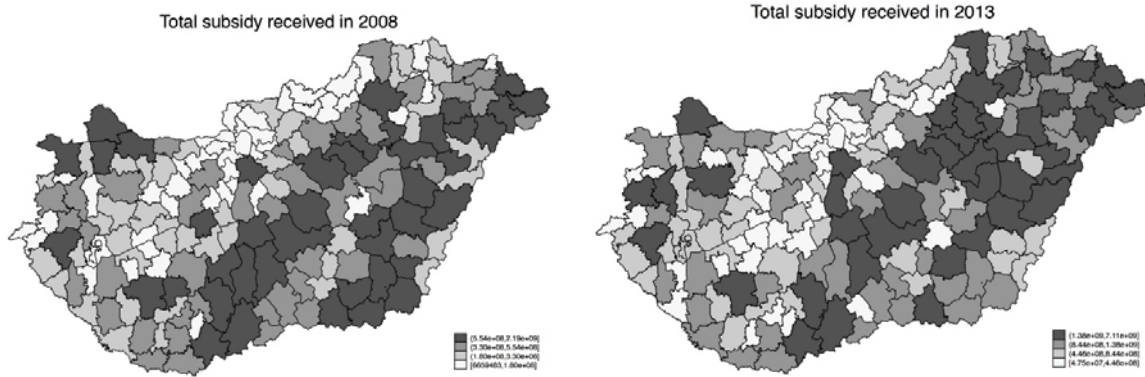 Total subsidy received in 2008
(5.54e+08,2.19e+09]
(3.30e+08,5.54e+08]
(1.80e+08,3.30e+08]
[6659463,1.80e+08]
Total subsidy received in 2013
(1.38e+09,7.11e+09]
(8.44e+08,1.38e+09]
(4.46e+08,8.44e+08]
[4.75e+07,4.46e+08]